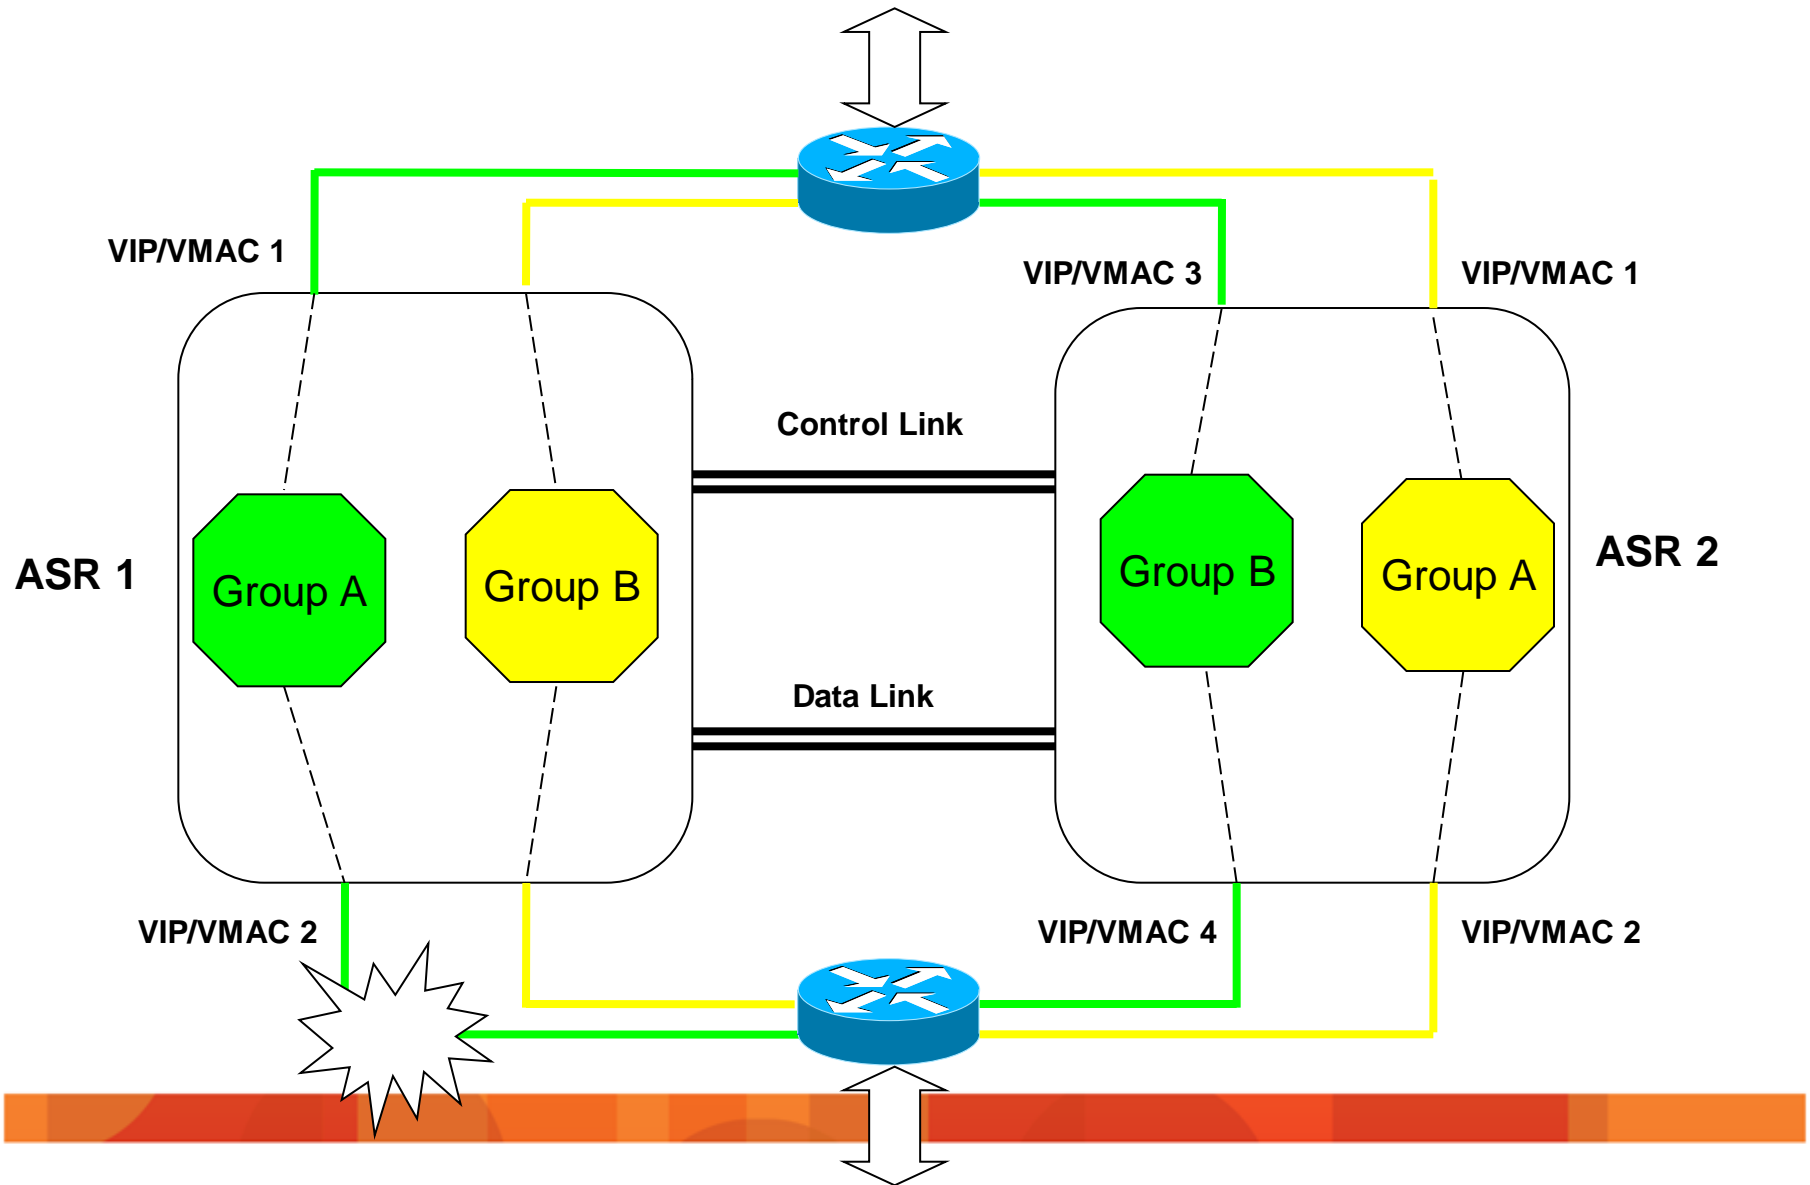 VIP/VMAC 1
VIP/VMAC 3
VIP/VMAC 1
Control Link
ASR 1
Group A
Group B
Group B
Group A
ASR 2
Data Link
VIP/VMAC 2
VIP/VMAC 4
VIP/VMAC 2